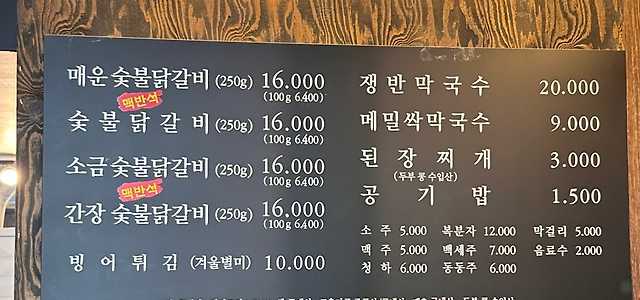 매운 숯불닭갈비 (250g) 16.000
(100g 6.400)
맥반석
숯불닭갈비 (250g) 16.000
(100g 6.400)
소금 숯불닭갈비 (250g) 16.000
(100g 6.400)
맥반석
간장 숯불닭갈비 (250g) 16.000
(100g 6.400)
빙어튀김 (겨울별미) 10.000
쟁반막국수 20.000
메밀싹막국수 9.000
된장찌개 3.000
(두부 콩 수입산)
공기밥 1.500
소주 5.000 복분자 12.000 막걸리 5.000
맥주 5.000 백세주 7.000 음료수 2.000
청하 6.000 동동주 6.000